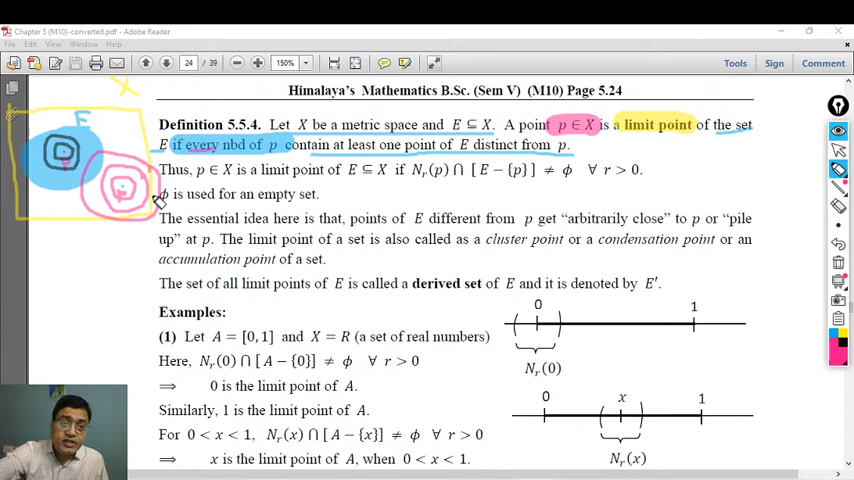 Chapter 5 (M10)-converted.pdf - Adobe Reader
File Edit View Window Help
24 / 39 150% Tools Sign Comment
Himalaya's Mathematics B.Sc. (Sem V) (M10) Page 5.24
X
E
Definition 5.5.4. Let X be a metric space and E ⊆ X. A point p ∈ X is a limit point of the set
E if every nbd of p contain at least one point of E distinct from p.
Thus, p ∈ X is a limit point of E ⊆ X if Nᵣ(p) ∩ [E − {p}] ≠ ϕ ∀ r > 0.
ϕ is used for an empty set.
The essential idea here is that, points of E different from p get “arbitrarily close” to p or “pile
up” at p. The limit point of a set is also called as a cluster point or a condensation point or an
accumulation point of a set.
The set of all limit points of E is called a derived set of E and it is denoted by E′.
Examples:
(1) Let A = [0,1] and X = R (a set of real numbers)
Here, Nᵣ(0) ∩ [A − {0}] ≠ ϕ ∀ r > 0
⟹ 0 is the limit point of A.
Similarly, 1 is the limit point of A.
For 0 < x < 1, Nᵣ(x) ∩ [A − {x}] ≠ ϕ ∀ r > 0
⟹ x is the limit point of A, when 0 < x < 1.
0 1
Nᵣ(0)
0 x 1
Nᵣ(x)